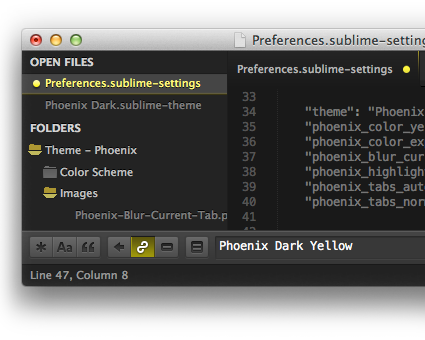 Preferences.sublime-setting
OPEN FILES
Preferences.sublime-settings
Phoenix Dark.sublime-theme
FOLDERS
Theme - Phoenix
Color Scheme
Images
Phoenix-Blur-Current-Tab.p
Preferences.sublime-settings
33
34 "theme": "Phoenix
35 "phoenix_color_ye
36 "phoenix_color_ex
37 "phoenix_blur_cur
38 "phoenix_highligh
39 "phoenix_tabs_aut
40 "phoenix_tabs_nor
41
Aa
Phoenix Dark Yellow
Line 47, Column 8